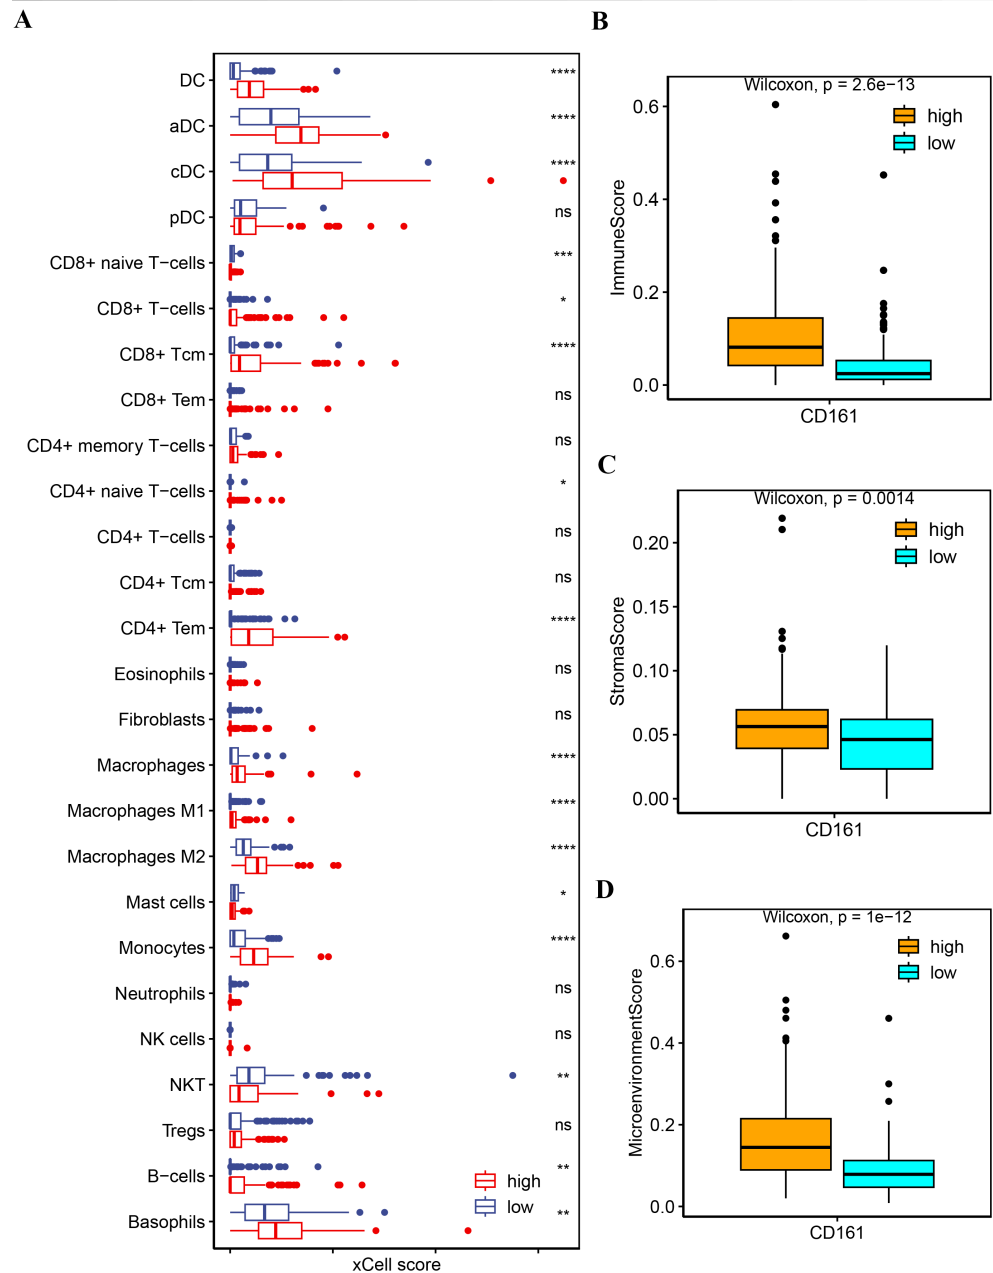 A
DC ****
aDC ****
cDC ****
pDC ns
CD8+ naive T−cells ***
CD8+ T−cells *
CD8+ Tcm ****
CD8+ Tem ns
CD4+ memory T−cells ns
CD4+ naive T−cells *
CD4+ T−cells ns
CD4+ Tcm ns
CD4+ Tem ****
Eosinophils ns
Fibroblasts ns
Macrophages ****
Macrophages M1 ****
Macrophages M2 ****
Mast cells *
Monocytes ****
Neutrophils ns
NK cells ns
NKT **
Tregs ns
B−cells **
Basophils **
high
low
xCell score
B
Wilcoxon, p = 2.6e−13
high
low
ImmuneScore
0.6
0.4
0.2
0.0
CD161
C
Wilcoxon, p = 0.0014
high
low
StromaScore
0.20
0.15
0.10
0.05
0.00
CD161
D
Wilcoxon, p = 1e−12
high
low
MicroenvironmentScore
0.6
0.4
0.2
0.0
CD161